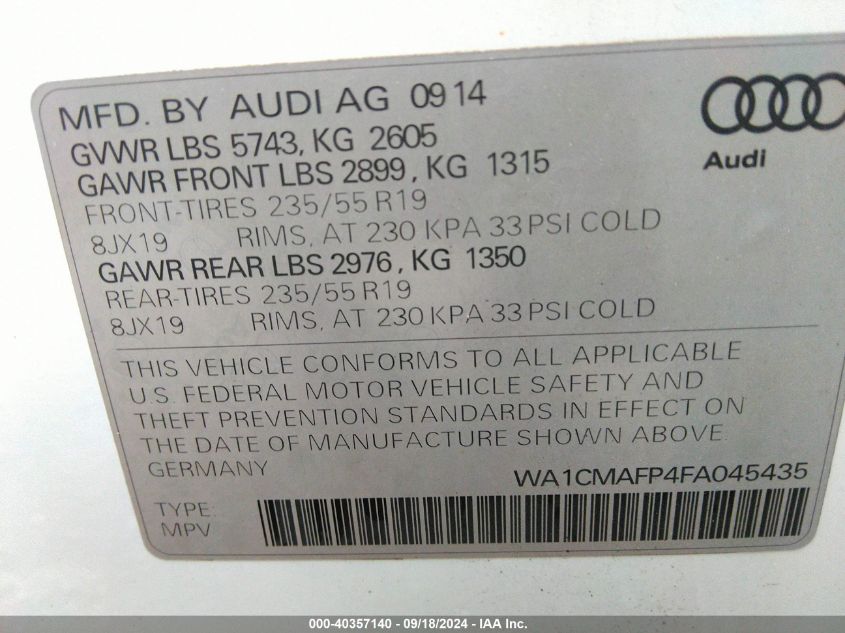 MFD. BY AUDI AG 09 14
GVWR LBS 5743, KG 2605
GAWR FRONT LBS 2899, KG 1315
FRONT-TIRES 235/55 R19
8JX19 RIMS, AT 230 KPA 33 PSI COLD
GAWR REAR LBS 2976, KG 1350
REAR-TIRES 235/55 R19
8JX19 RIMS, AT 230 KPA 33 PSI COLD
Audi
THIS VEHICLE CONFORMS TO ALL APPLICABLE
U.S. FEDERAL MOTOR VEHICLE SAFETY AND
THEFT PREVENTION STANDARDS IN EFFECT ON
THE DATE OF MANUFACTURE SHOWN ABOVE.
GERMANY WA1CMAFP4FA045435
TYPE:
MPV
000-40357140 - 09/18/2024 - IAA Inc.